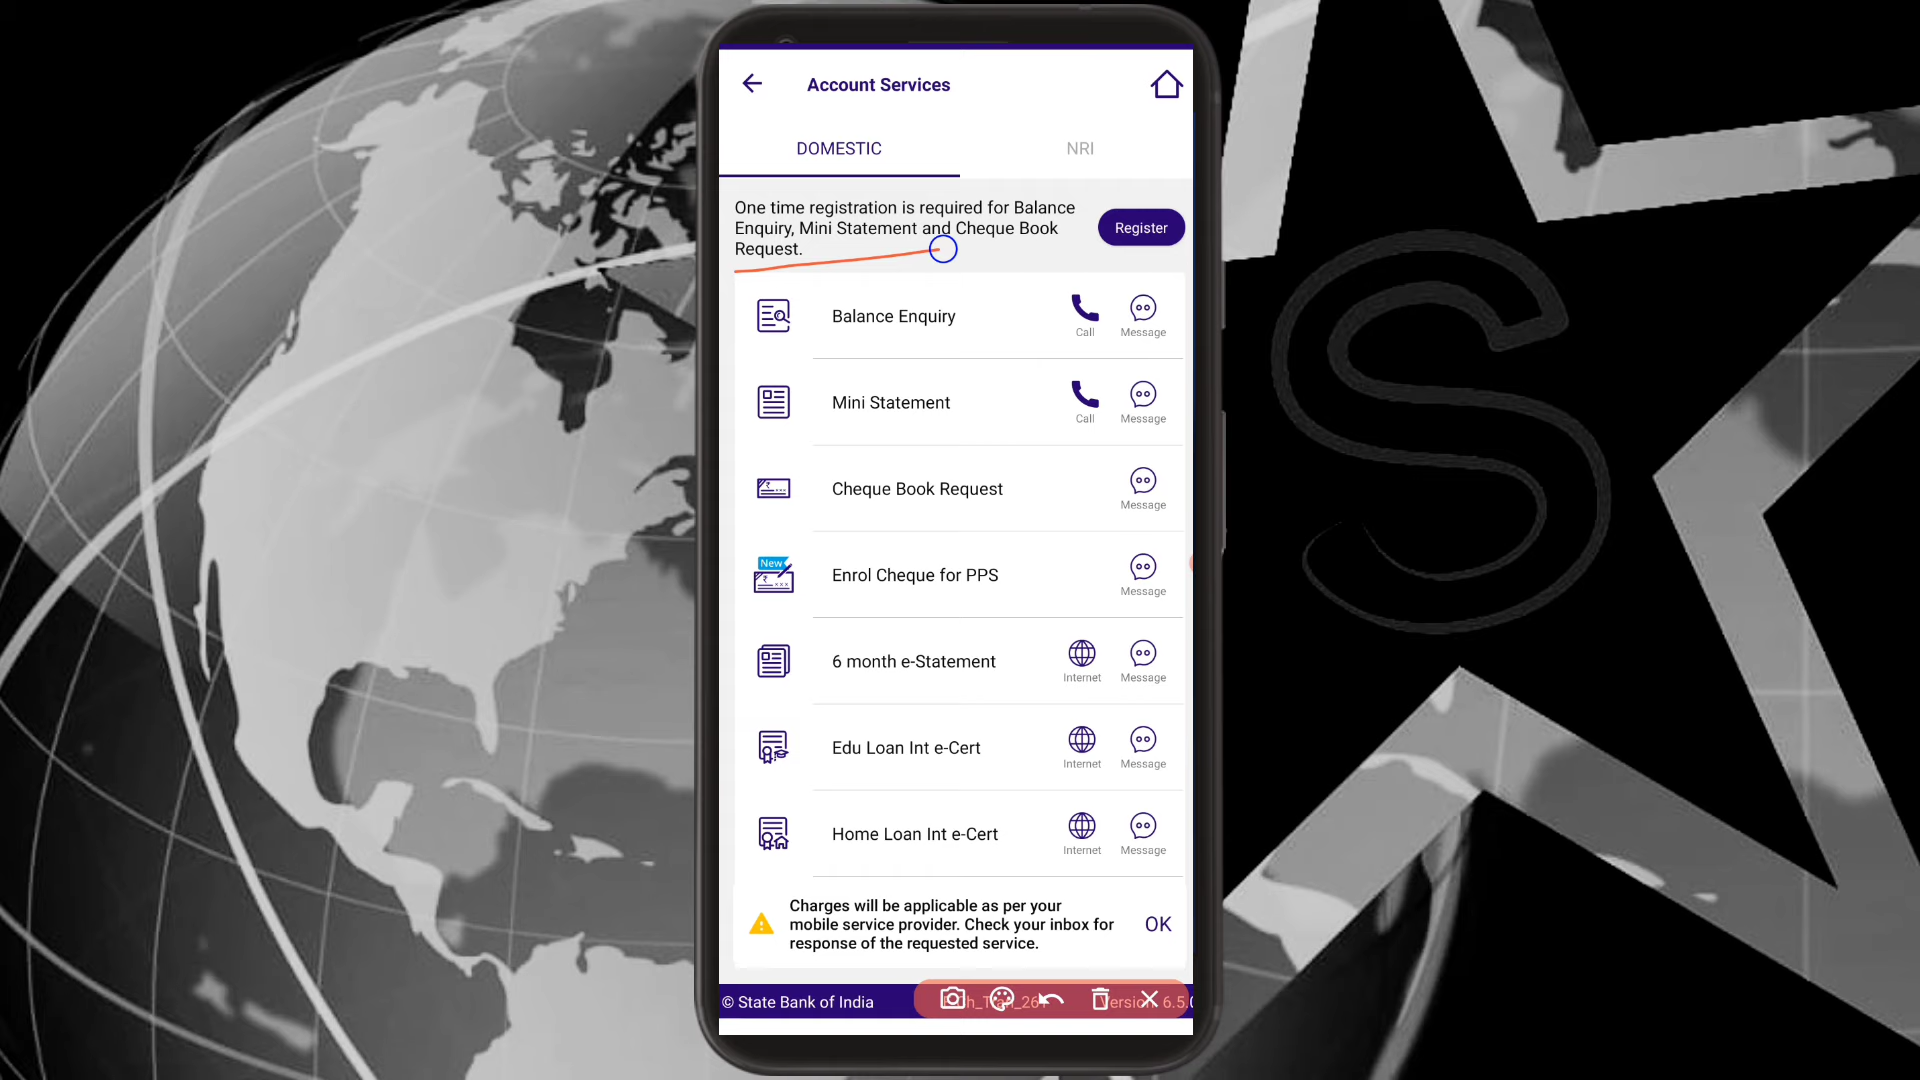 Account Services
DOMESTIC
NRI
One time registration is required for Balance
Enquiry, Mini Statement and Cheque Book
Request.
Register
Balance Enquiry
Call
Message
Mini Statement
Call
Message
Cheque Book Request
Message
New
Enrol Cheque for PPS
Message
6 month e-Statement
Internet
Message
Edu Loan Int e-Cert
Internet
Message
Home Loan Int e-Cert
Internet
Message
Charges will be applicable as per your
mobile service provider. Check your inbox for
response of the requested service.
OK
© State Bank of India
S